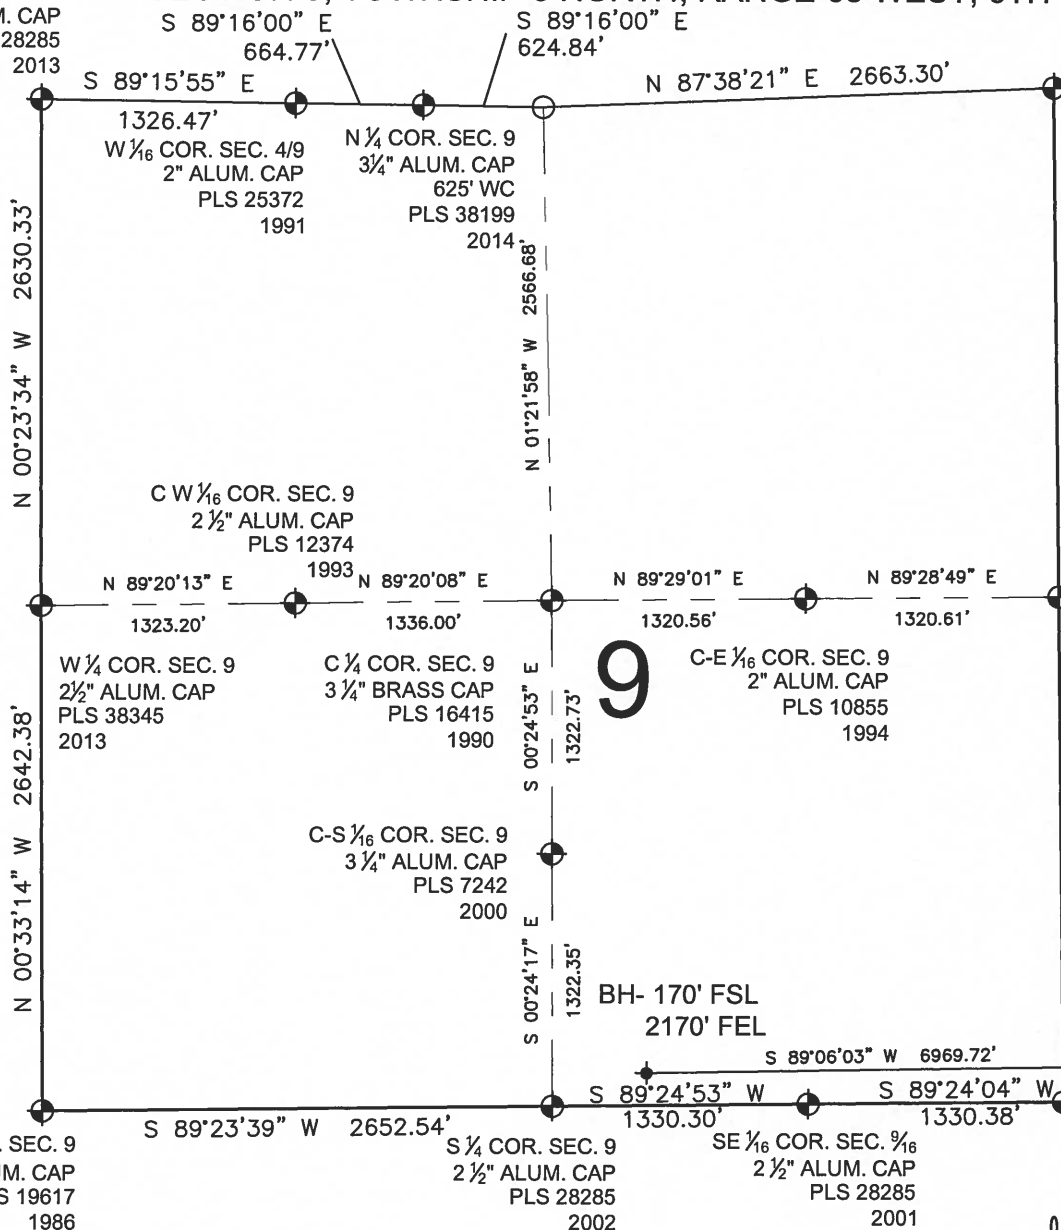 M. CAP
28285
2013
S 89°16'00" E
664.77'
S 89°16'00" E
624.84'
S 89°15'55" E
1326.47'
N 87°38'21" E 2663.30'
W 1/16 COR. SEC. 4/9
2" ALUM. CAP
PLS 25372
1991
N 1/4 COR. SEC. 9
3 1/4" ALUM. CAP
625' WC
PLS 38199
2014
N 00°23'34" W 2630.33'
N 01°21'58" W 2566.68'
C W 1/16 COR. SEC. 9
2 1/2" ALUM. CAP
PLS 12374
1993
N 89°20'13" E
1323.20'
N 89°20'08" E
1336.00'
N 89°29'01" E
1320.56'
N 89°28'49" E
1320.61'
W 1/4 COR. SEC. 9
2 1/2" ALUM. CAP
PLS 38345
2013
C 1/4 COR. SEC. 9
3 1/4" BRASS CAP
PLS 16415
1990
9
C-E 1/16 COR. SEC. 9
2" ALUM. CAP
PLS 10855
1994
S 00°24'53" E
1322.73'
N 00°33'14" W 2642.38'
C-S 1/16 COR. SEC. 9
3 1/4" ALUM. CAP
PLS 7242
2000
S 00°24'17" E
1322.35'
BH- 170' FSL
2170' FEL
S 89°06'03" W 6969.72'
S 89°24'53" W
1330.30'
S 89°24'04" W
1330.38'
S 89°23'39" W 2652.54'
SEC. 9
UM. CAP
S 19617
1986
S 1/4 COR. SEC. 9
2 1/2" ALUM. CAP
PLS 28285
2002
SE 1/16 COR. SEC. 9/16
2 1/2" ALUM. CAP
PLS 28285
2001